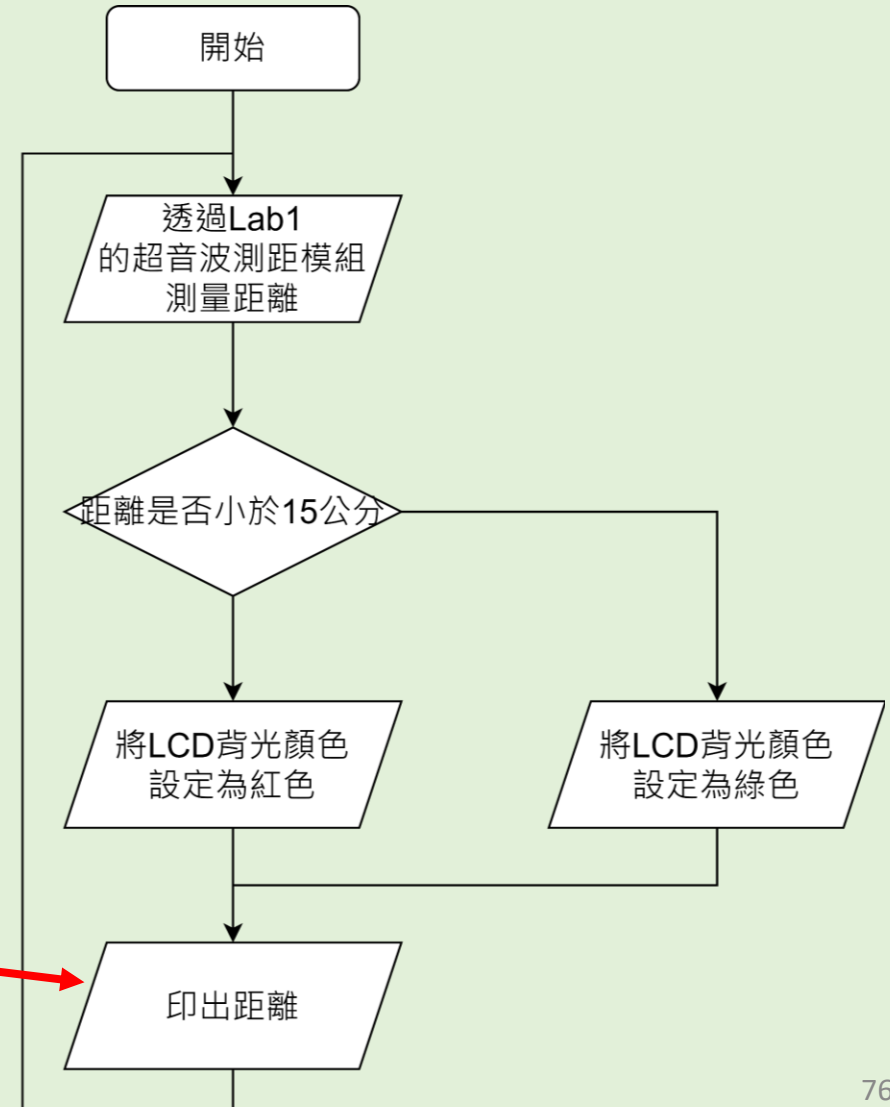 開始
透過Lab1
的超音波測距模組
測量距離
距離是否小於15公分
將LCD背光顏色
設定為紅色
將LCD背光顏色
設定為綠色
印出距離
76